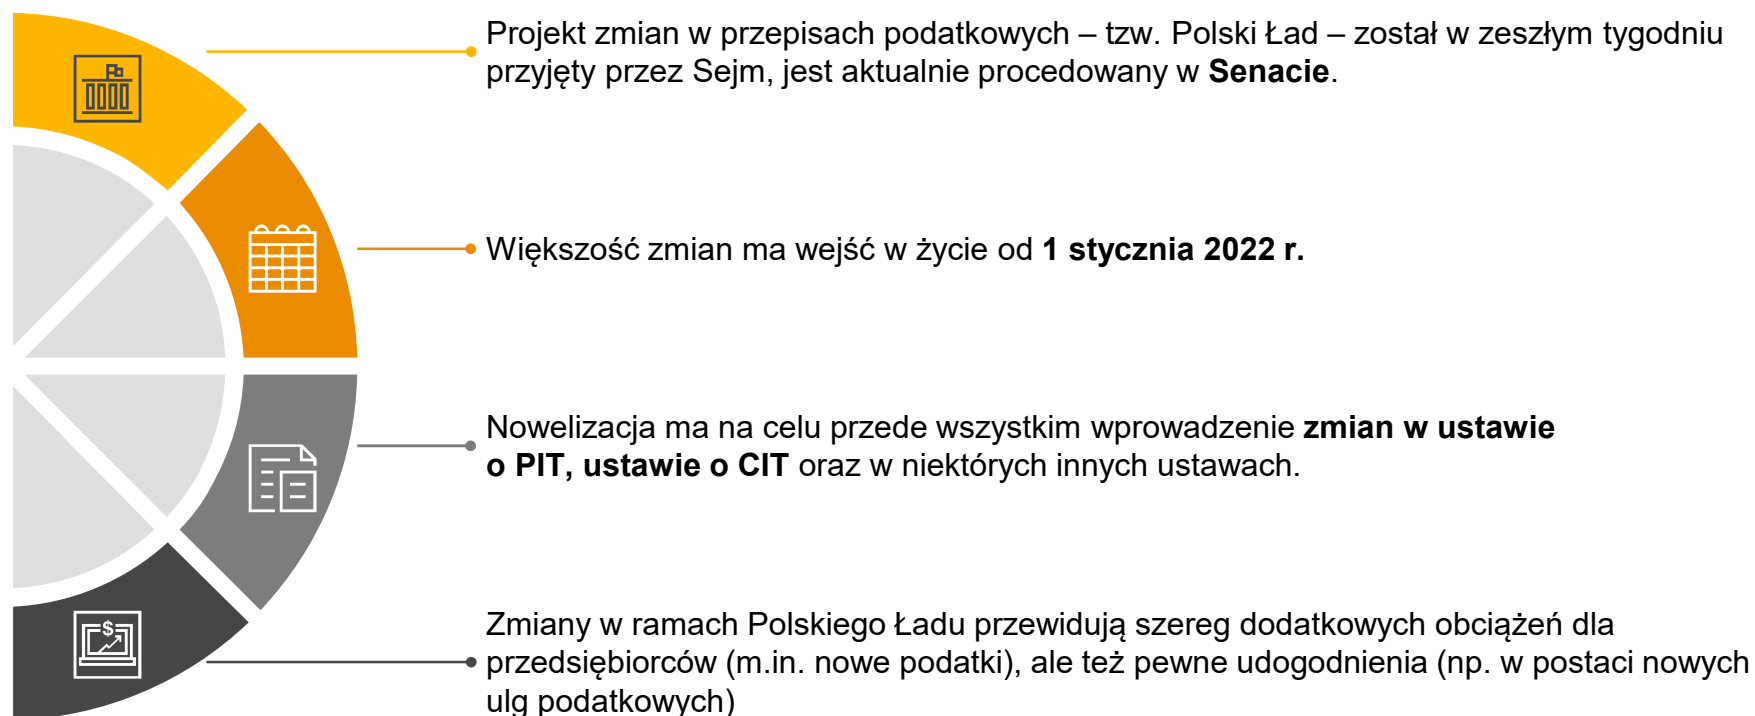 Projekt zmian w przepisach podatkowych – tzw. Polski Ład – został w zeszłym tygodniu
przyjęty przez Sejm, jest aktualnie procedowany w Senacie.
Większość zmian ma wejść w życie od 1 stycznia 2022 r.
Nowelizacja ma na celu przede wszystkim wprowadzenie zmian w ustawie
o PIT, ustawie o CIT oraz w niektórych innych ustawach.
$
Zmiany w ramach Polskiego Ładu przewidują szereg dodatkowych obciążeń dla
przedsiębiorców (m.in. nowe podatki), ale też pewne udogodnienia (np. w postaci nowych
ulg podatkowych)